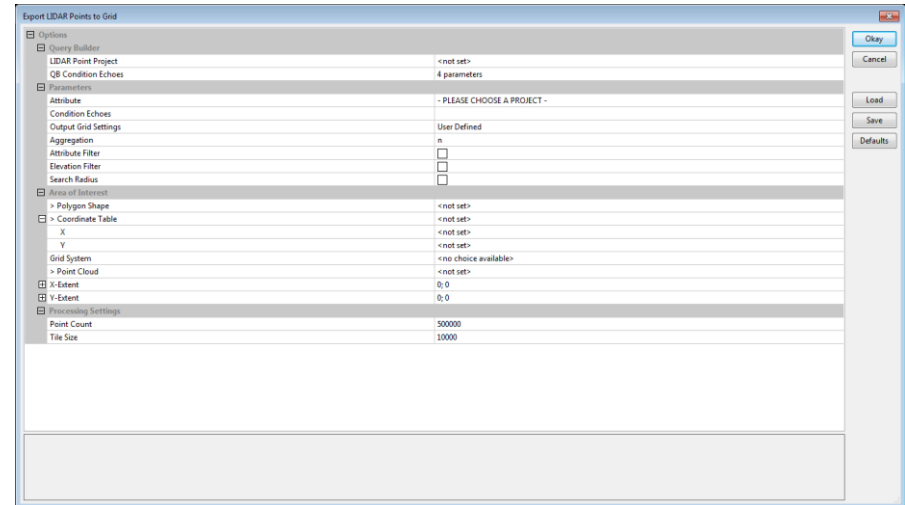 Export LIDAR Points to Grid
Options
Query Builder
LIDAR Point Project <not set>
QB Condition Echoes 4 parameters
Parameters
Attribute - PLEASE CHOOSE A PROJECT -
Condition Echoes
Output Grid Settings User Defined
Aggregation n
Attribute Filter
Elevation Filter
Search Radius
Area of Interest
> Polygon Shape <not set>
> Coordinate Table <not set>
X <not set>
Y <not set>
Grid System <no choice available>
> Point Cloud <not set>
X-Extent 0; 0
Y-Extent 0; 0
Processing Settings
Point Count 500000
Tile Size 10000
Okay
Cancel
Load
Save
Defaults